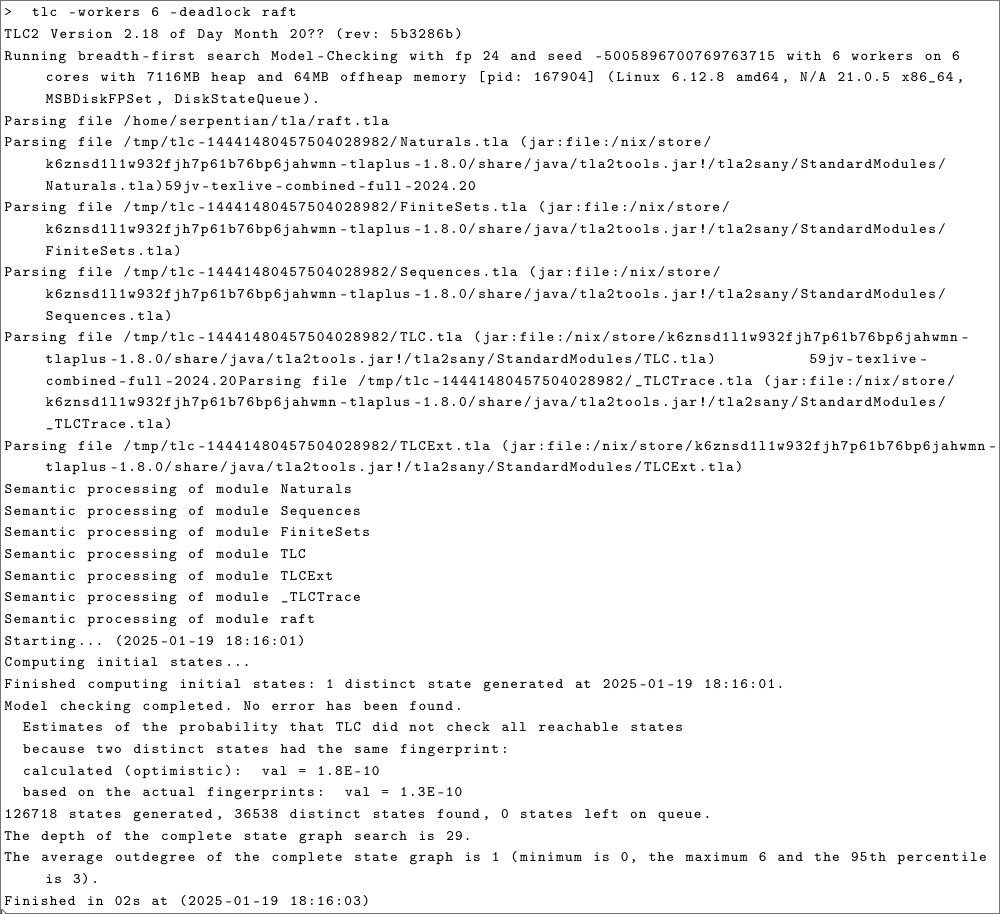 >  tlc -workers 6 -deadlock raft
TLC2 Version 2.18 of Day Month 20?? (rev: 5b3286b)
Running breadth-first search Model-Checking with fp 24 and seed -5005896700769763715 with 6 workers on 6
cores with 7116MB heap and 64MB offheap memory [pid: 167904] (Linux 6.12.8 amd64, N/A 21.0.5 x86_64,
MSBDiskFPSet, DiskStateQueue).
Parsing file /home/serpentian/tla/raft.tla
Parsing file /tmp/tlc-14441480457504028982/Naturals.tla (jar:file:/nix/store/
k6znsd1l1w932fjh7p61b76bp6jahwmn-tlaplus-1.8.0/share/java/tla2tools.jar!/tla2sany/StandardModules/
Naturals.tla)59jv-texlive-combined-full-2024.20
Parsing file /tmp/tlc-14441480457504028982/FiniteSets.tla (jar:file:/nix/store/
k6znsd1l1w932fjh7p61b76bp6jahwmn-tlaplus-1.8.0/share/java/tla2tools.jar!/tla2sany/StandardModules/
FiniteSets.tla)
Parsing file /tmp/tlc-14441480457504028982/Sequences.tla (jar:file:/nix/store/
k6znsd1l1w932fjh7p61b76bp6jahwmn-tlaplus-1.8.0/share/java/tla2tools.jar!/tla2sany/StandardModules/
Sequences.tla)
Parsing file /tmp/tlc-14441480457504028982/TLC.tla (jar:file:/nix/store/k6znsd1l1w932fjh7p61b76bp6jahwmn-
tlaplus-1.8.0/share/java/tla2tools.jar!/tla2sany/StandardModules/TLC.tla)          59jv-texlive-
combined-full-2024.20Parsing file /tmp/tlc-14441480457504028982/_TLCTrace.tla (jar:file:/nix/store/
k6znsd1l1w932fjh7p61b76bp6jahwmn-tlaplus-1.8.0/share/java/tla2tools.jar!/tla2sany/StandardModules/
_TLCTrace.tla)
Parsing file /tmp/tlc-14441480457504028982/TLCExt.tla (jar:file:/nix/store/k6znsd1l1w932fjh7p61b76bp6jahwmn-
tlaplus-1.8.0/share/java/tla2tools.jar!/tla2sany/StandardModules/TLCExt.tla)
Semantic processing of module Naturals
Semantic processing of module Sequences
Semantic processing of module FiniteSets
Semantic processing of module TLC
Semantic processing of module TLCExt
Semantic processing of module _TLCTrace
Semantic processing of module raft
Starting... (2025-01-19 18:16:01)
Computing initial states...
Finished computing initial states: 1 distinct state generated at 2025-01-19 18:16:01.
Model checking completed. No error has been found.
  Estimates of the probability that TLC did not check all reachable states
  because two distinct states had the same fingerprint:
  calculated (optimistic):  val = 1.8E-10
  based on the actual fingerprints:  val = 1.3E-10
126718 states generated, 36538 distinct states found, 0 states left on queue.
The depth of the complete state graph search is 29.
The average outdegree of the complete state graph is 1 (minimum is 0, the maximum 6 and the 95th percentile
is 3).
Finished in 02s at (2025-01-19 18:16:03)